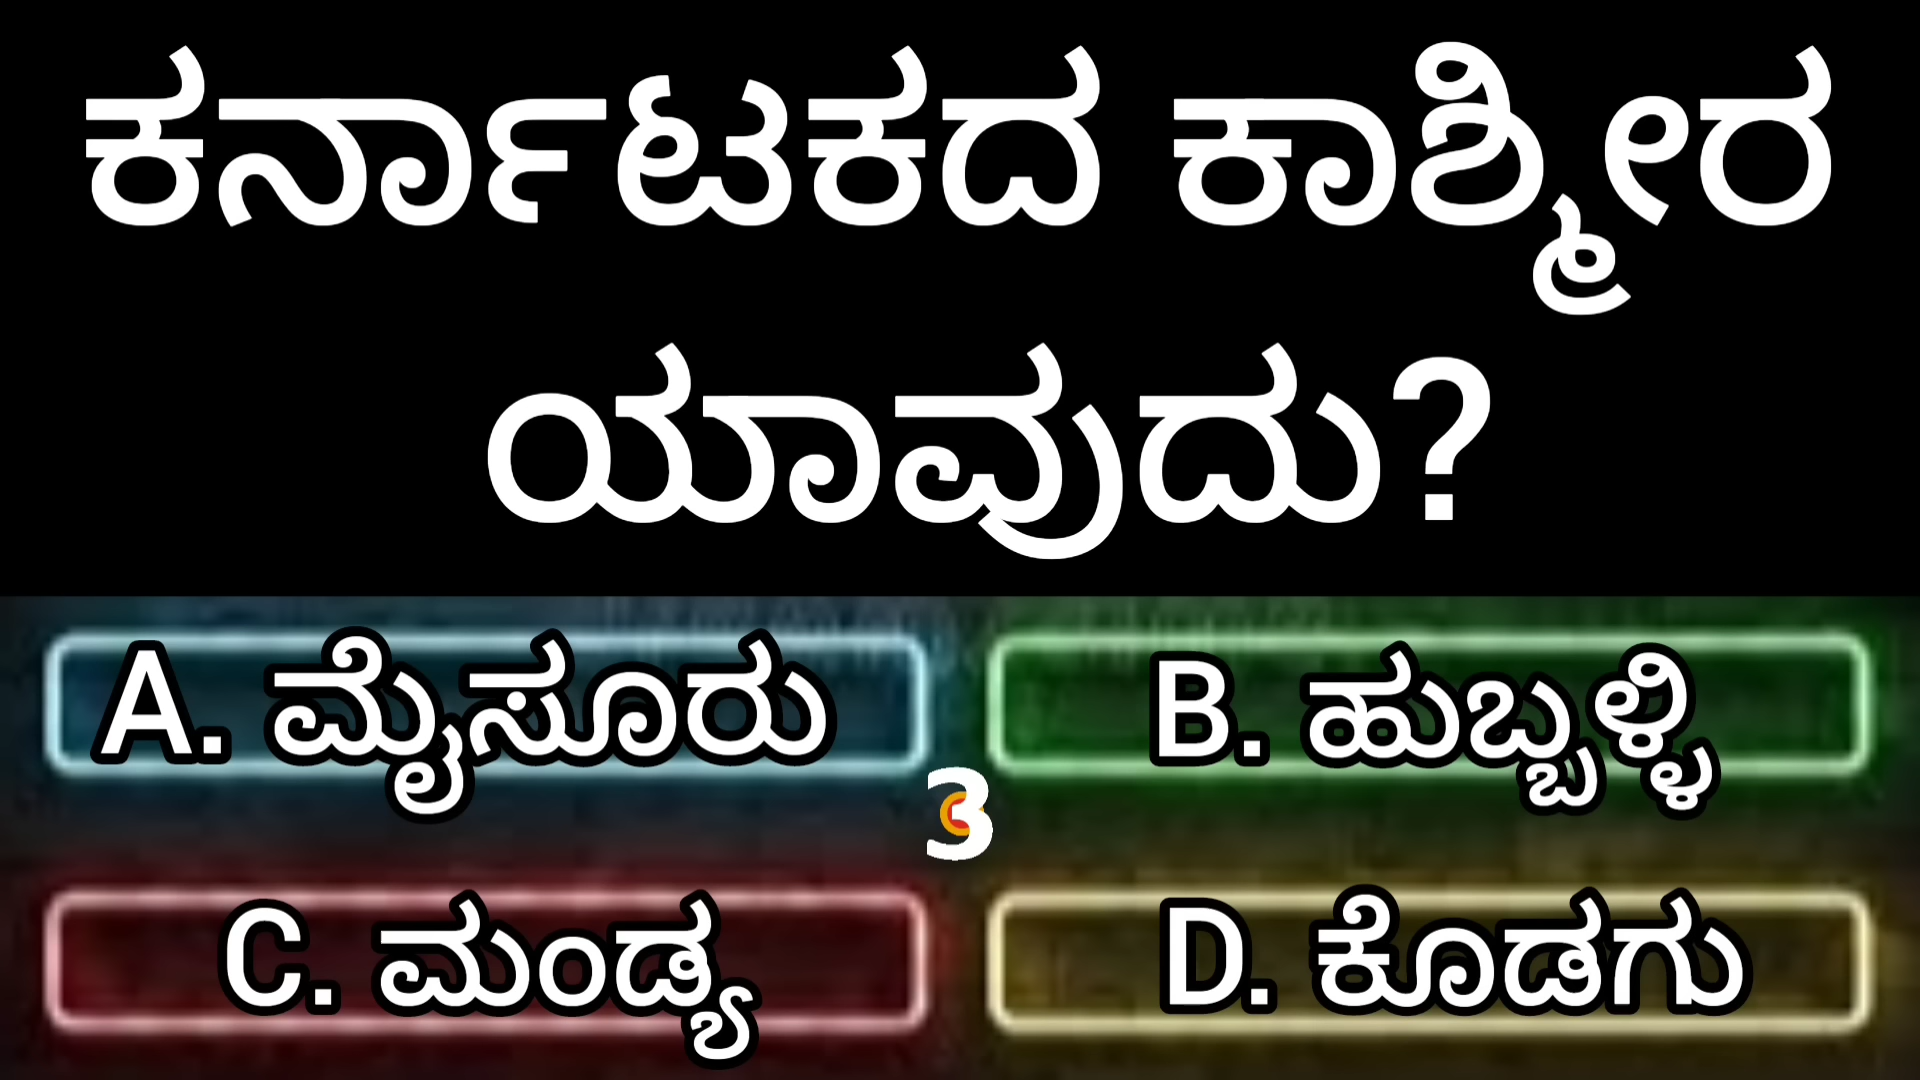 ಕರ್ನಾಟಕದ ಕಾಶ್ಮೀರ
ಯಾವುದು?
A. ಮೈಸೂರು
B. ಹುಬ್ಬಳ್ಳಿ
3
C. ಮಂಡ್ಯ
D. ಕೊಡಗು